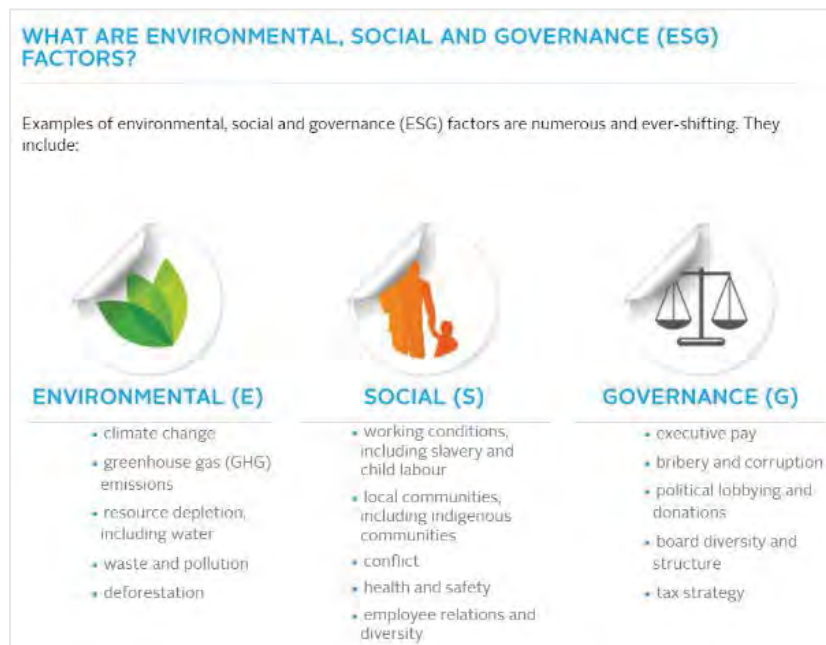 WHAT ARE ENVIRONMENTAL, SOCIAL AND GOVERNANCE (ESG)
FACTORS?
Examples of environmental, social and governance (ESG) factors are numerous and ever-shifting. They
include:
ENVIRONMENTAL (E)
• climate change
• greenhouse gas (GHG)
emissions
• resource depletion,
including water
• waste and pollution
• deforestation
SOCIAL (S)
• working conditions,
including slavery and
child labour
• local communities,
including indigenous
communities
• conflict
• health and safety
• employee relations and
diversity
GOVERNANCE (G)
• executive pay
• bribery and corruption
• political lobbying and
donations
• board diversity and
structure
• tax strategy